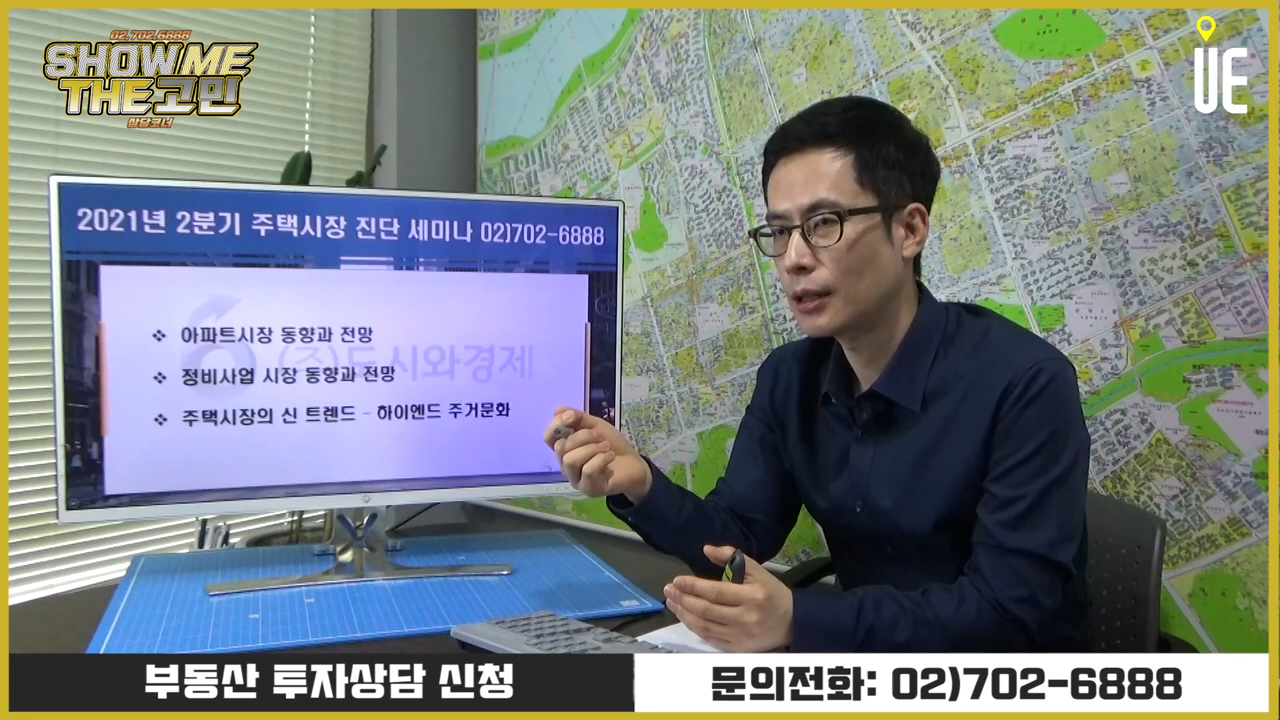 02.702.6888
SHOW ME
THE 고민
상담코너
UE
2021년 2분기 주택시장 진단 세미나 02)702-6888
❖ 아파트시장 동향과 전망
(주)도시와경제
❖ 정비사업 시장 동향과 전망
❖ 주택시장의 신 트렌드 - 하이엔드 주거문화
부동산 투자상담 신청
문의전화: 02)702-6888